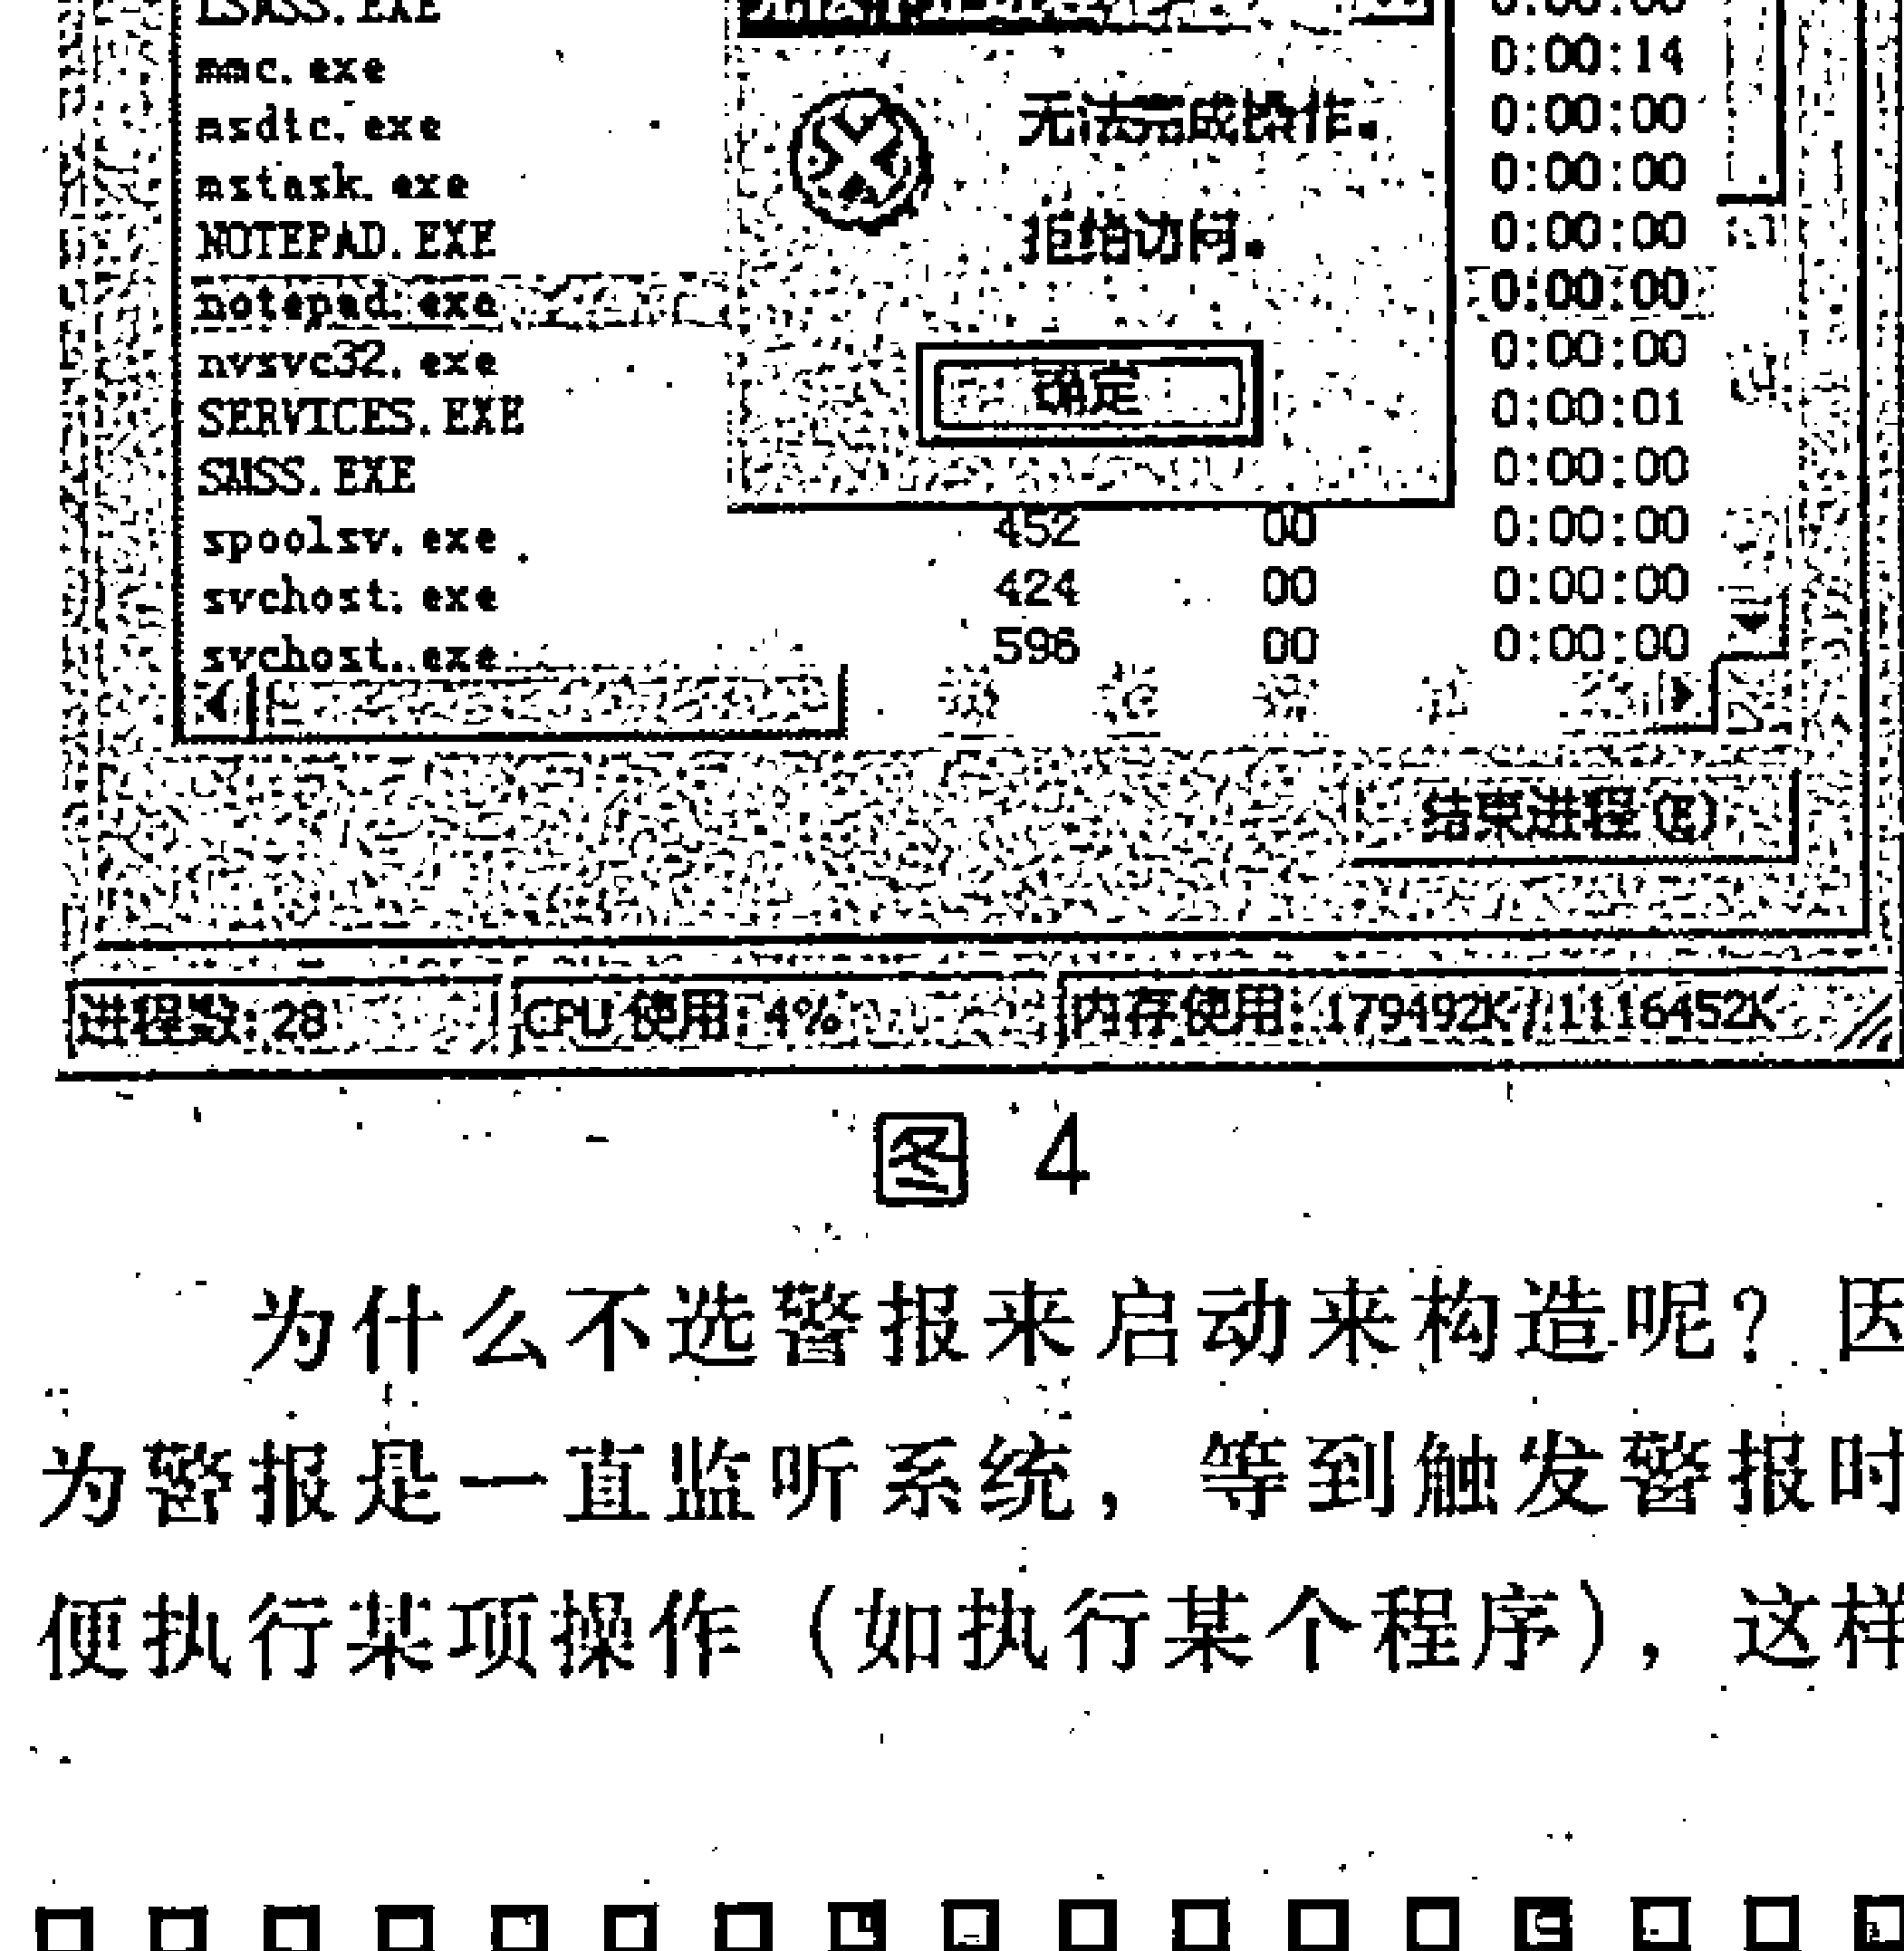 LSASS.EXE 0:00:00
mmc.exe 0:00:14
msdtc.exe 无法完成操作。 0:00:00
mstask.exe 0:00:00
NOTEPAD.EXE 拒绝访问。 0:00:00
notepad.exe 0:00:00
nvsvc32.exe 0:00:00
SERVICES.EXE 确定 0:00:01
SMSS.EXE 0:00:00
spoolsv.exe 452 00 0:00:00
svchost.exe 424 00 0:00:00
svchost.exe 596 00 0:00:00
结束进程(E)
进程数:28 CPU使用:4% 内存使用:179492K/1116452K
图 4
为什么不选警报来启动来构造呢?因
为警报是一直监听系统,等到触发警报时
便执行某项操作(如执行某个程序),这样